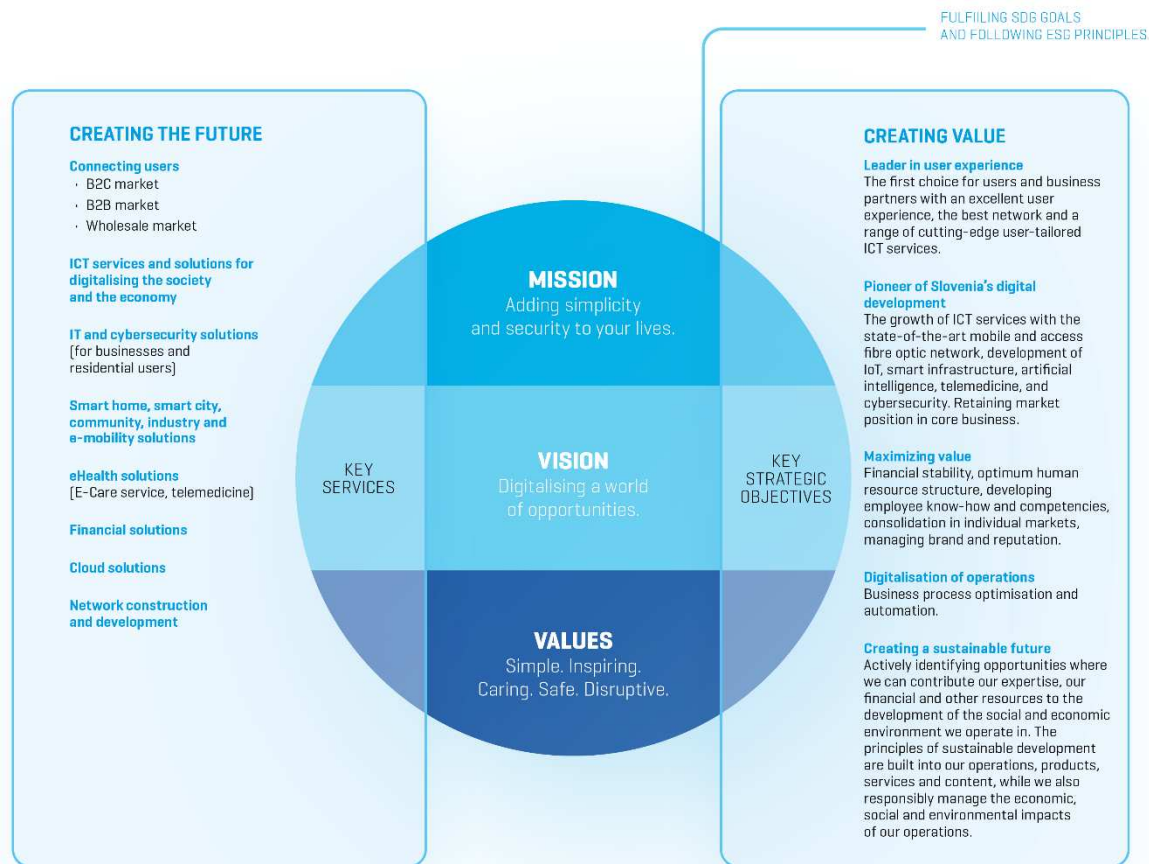 FULFIILING SDG GOALS
AND FOLLOWING ESG PRINCIPLES
CREATING THE FUTURE
Connecting users
· B2C market
· B2B market
· Wholesale market
ICT services and solutions for
digitalising the society
and the economy
IT and cybersecurity solutions
(for businesses and
residential users)
Smart home, smart city,
community, industry and
e-mobility solutions
eHealth solutions
(E-Care service, telemedicine)
Financial solutions
Cloud solutions
Network construction
and development
KEY
SERVICES
MISSION
Adding simplicity
and security to your lives.
VISION
Digitalising a world
of opportunities.
VALUES
Simple. Inspiring.
Caring. Safe. Disruptive.
KEY
STRATEGIC
OBJECTIVES
CREATING VALUE
Leader in user experience
The first choice for users and business
partners with an excellent user
experience, the best network and a
range of cutting-edge user-tailored
ICT services.
Pioneer of Slovenia's digital
development
The growth of ICT services with the
state-of-the-art mobile and access
fibre optic network, development of
IoT, smart infrastructure, artificial
intelligence, telemedicine, and
cybersecurity. Retaining market
position in core business.
Maximizing value
Financial stability, optimum human
resource structure, developing
employee know-how and competencies,
consolidation in individual markets,
managing brand and reputation.
Digitalisation of operations
Business process optimisation and
automation.
Creating a sustainable future
Actively identifying opportunities where
we can contribute our expertise, our
financial and other resources to the
development of the social and economic
environment we operate in. The
principles of sustainable development
are built into our operations, products,
services and content, while we also
responsibly manage the economic,
social and environmental impacts
of our operations.